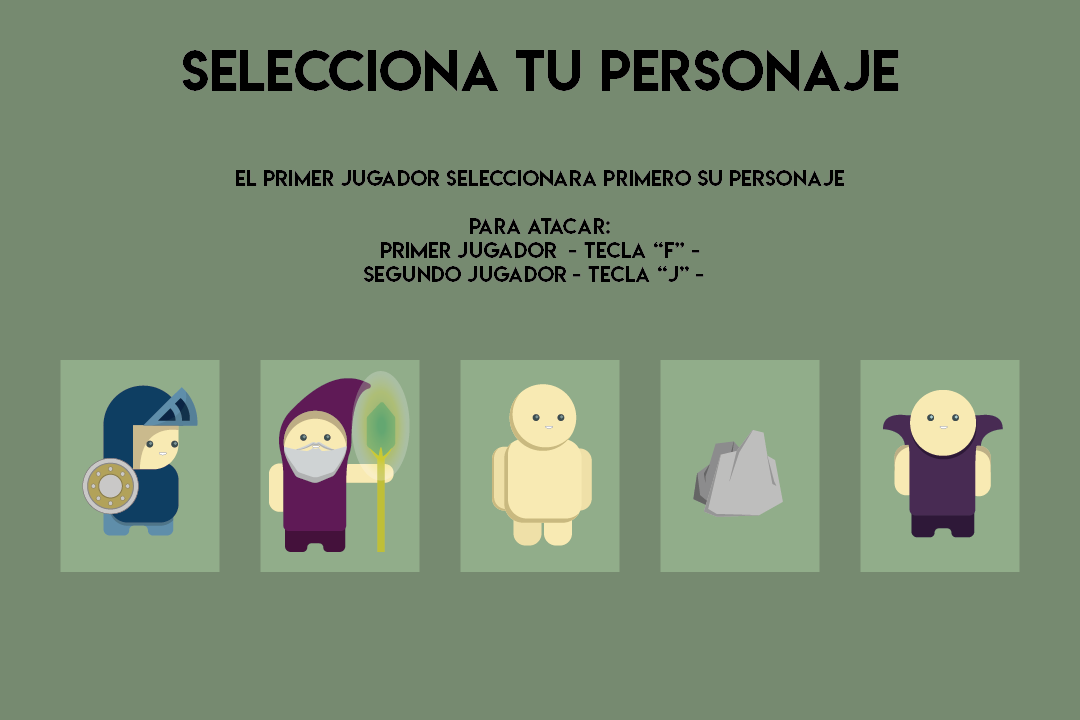 SELECCIONA TU PERSONAJE
EL PRIMER JUGADOR SELECCIONARA PRIMERO SU PERSONAJE
PARA ATACAR:
PRIMER JUGADOR - TECLA “F” -
SEGUNDO JUGADOR - TECLA “J” -